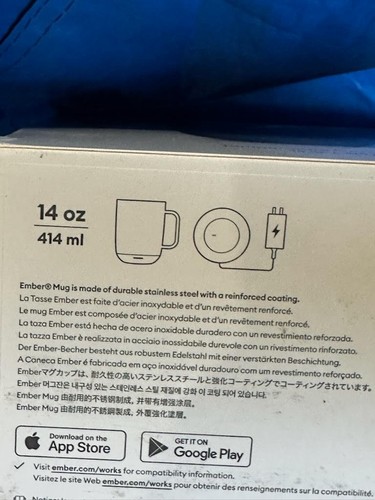 14 oz
414 ml
Ember® Mug is made of durable stainless steel with a reinforced coating.
La Tasse Ember est faite d'acier inoxydable et d'un revêtement renforcé.
Le mug Ember est composée d'acier inoxydable et d'un revêtement renforcé.
La taza Ember está hecha de acero inoxidable duradero con un revestimiento reforzado.
La tazza Ember è realizzata in acciaio inossidabile durevole con un rivestimento rinforzato.
Der Ember-Becher besteht aus robustem Edelstahl mit einer verstärkten Beschichtung.
A Caneca Ember é fabricada em aço inoxidável duradouro com um revestimento reforçado.
Emberマグカップは、耐久性の高いステンレススチールと強化コーティングでコーティングされています。
Ember 머그잔은 내구성 있는 스테인레스 스틸 재질에 강화 이 코팅 되어 있습니다.
Ember Mug 由耐用的不锈钢制成，并带有增强涂层。
Ember Mug 由耐用的不銹鋼製成，外覆強化塗層。
Download on the
App Store
GET IT ON
Google Play
Visit ember.com/works for compatibility information.
Visitez le site Web ember.com/works pour obtenir des renseignements sur la compatibilité.